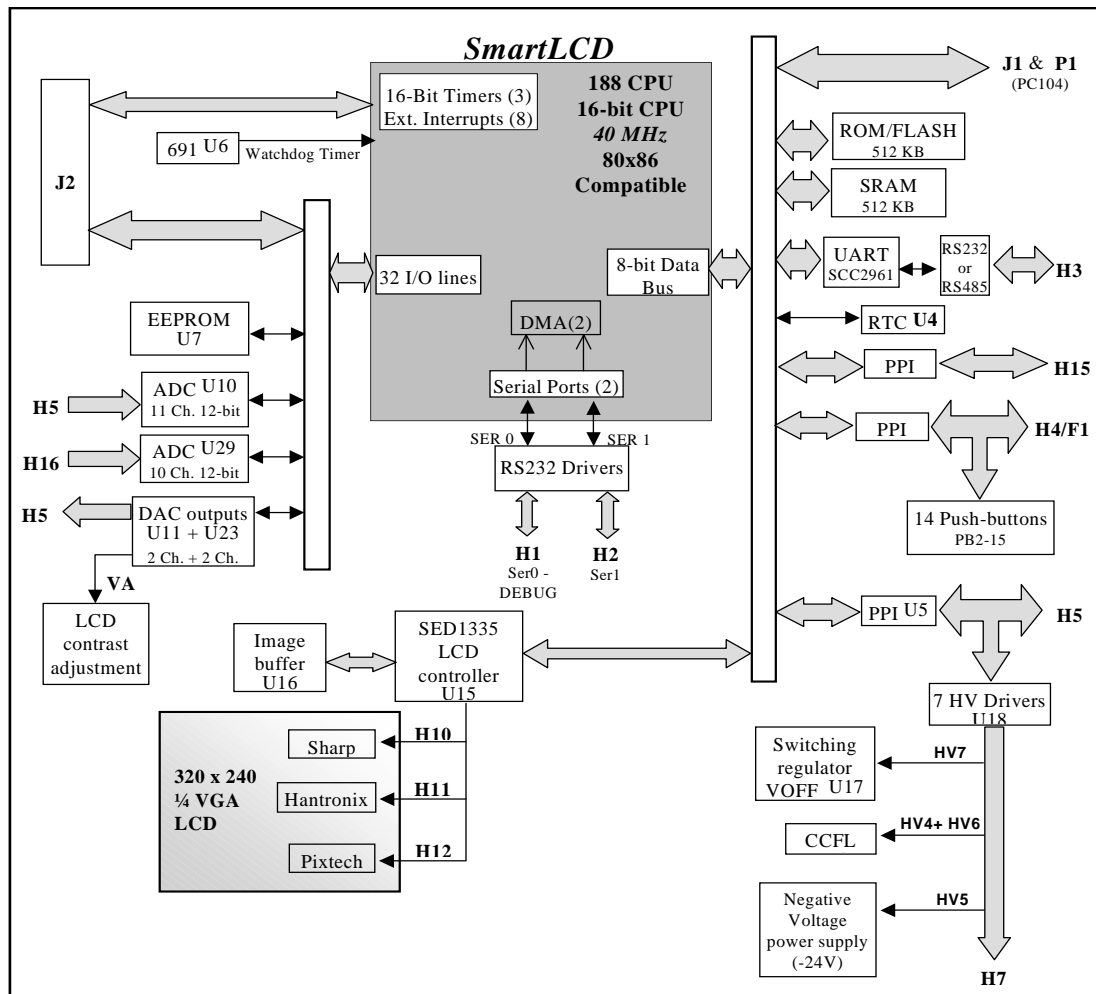 SmartLCD
188 CPU
16-bit CPU
40 MHz
80x86
Compatible
16-Bit Timers (3)
Ext. Interrupts (8)
691 U6
Watchdog Timer
J2
32 I/O lines
8-bit Data
Bus
DMA(2)
Serial Ports (2)
SER 0
SER 1
RS232 Drivers
H1
Ser0 -
DEBUG
H2
Ser1
EEPROM
U7
H5
ADC U10
11 Ch. 12-bit
H16
ADC U29
10 Ch. 12-bit
H5
DAC outputs
U11 + U23
2 Ch. + 2 Ch.
VA
LCD
contrast
adjustment
Image
buffer
U16
SED1335
LCD
controller
U15
320 x 240
¼ VGA
LCD
Sharp
H10
Hantronix
H11
Pixtech
H12
J1 & P1
(PC104)
ROM/FLASH
512 KB
SRAM
512 KB
UART
SCC2961
RS232
or
RS485
H3
RTC U4
PPI
H15
PPI
H4/F1
14 Push-buttons
PB2-15
PPI U5
H5
7 HV Drivers
U18
Switching
regulator
VOFF U17
HV7
CCFL
HV4+ HV6
Negative
Voltage
power supply
(-24V)
HV5
H7